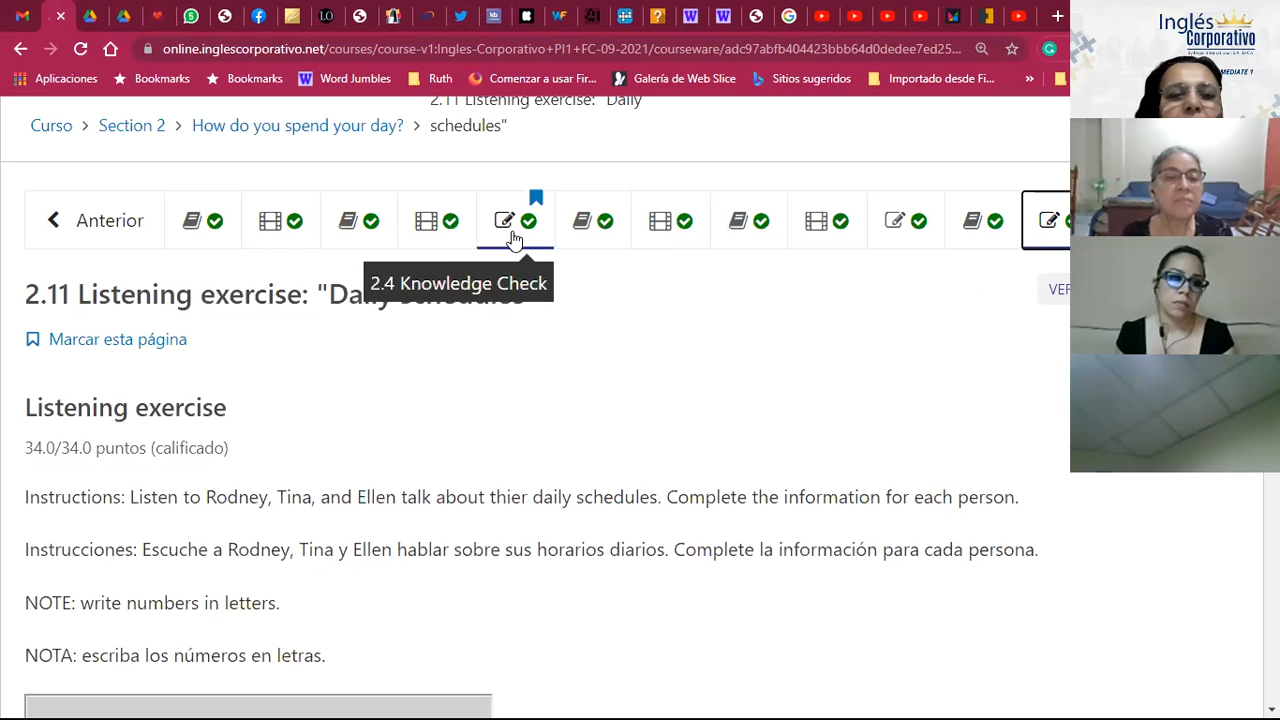 online.inglescorporativo.net/courses/course-v1:Ingles-Corporativo+PI1+FC-09-2021/courseware/adc97abfb404423bbb64d0dedee7ed25...
Aplicaciones Bookmarks Bookmarks Word Jumbles Ruth Comenzar a usar Fir... Galería de Web Slice Sitios sugeridos Importado desde Fi... »
Inglés
Corporativo
2.11 Listening exercise: "Daily
Curso > Section 2 > How do you spend your day? > schedules"
Anterior
2.4 Knowledge Check
2.11 Listening exercise: "Da
VER
Marcar esta página
Listening exercise
34.0/34.0 puntos (calificado)
Instructions: Listen to Rodney, Tina, and Ellen talk about thier daily schedules. Complete the information for each person.
Instrucciones: Escuche a Rodney, Tina y Ellen hablar sobre sus horarios diarios. Complete la información para cada persona.
NOTE: write numbers in letters.
NOTA: escriba los números en letras.